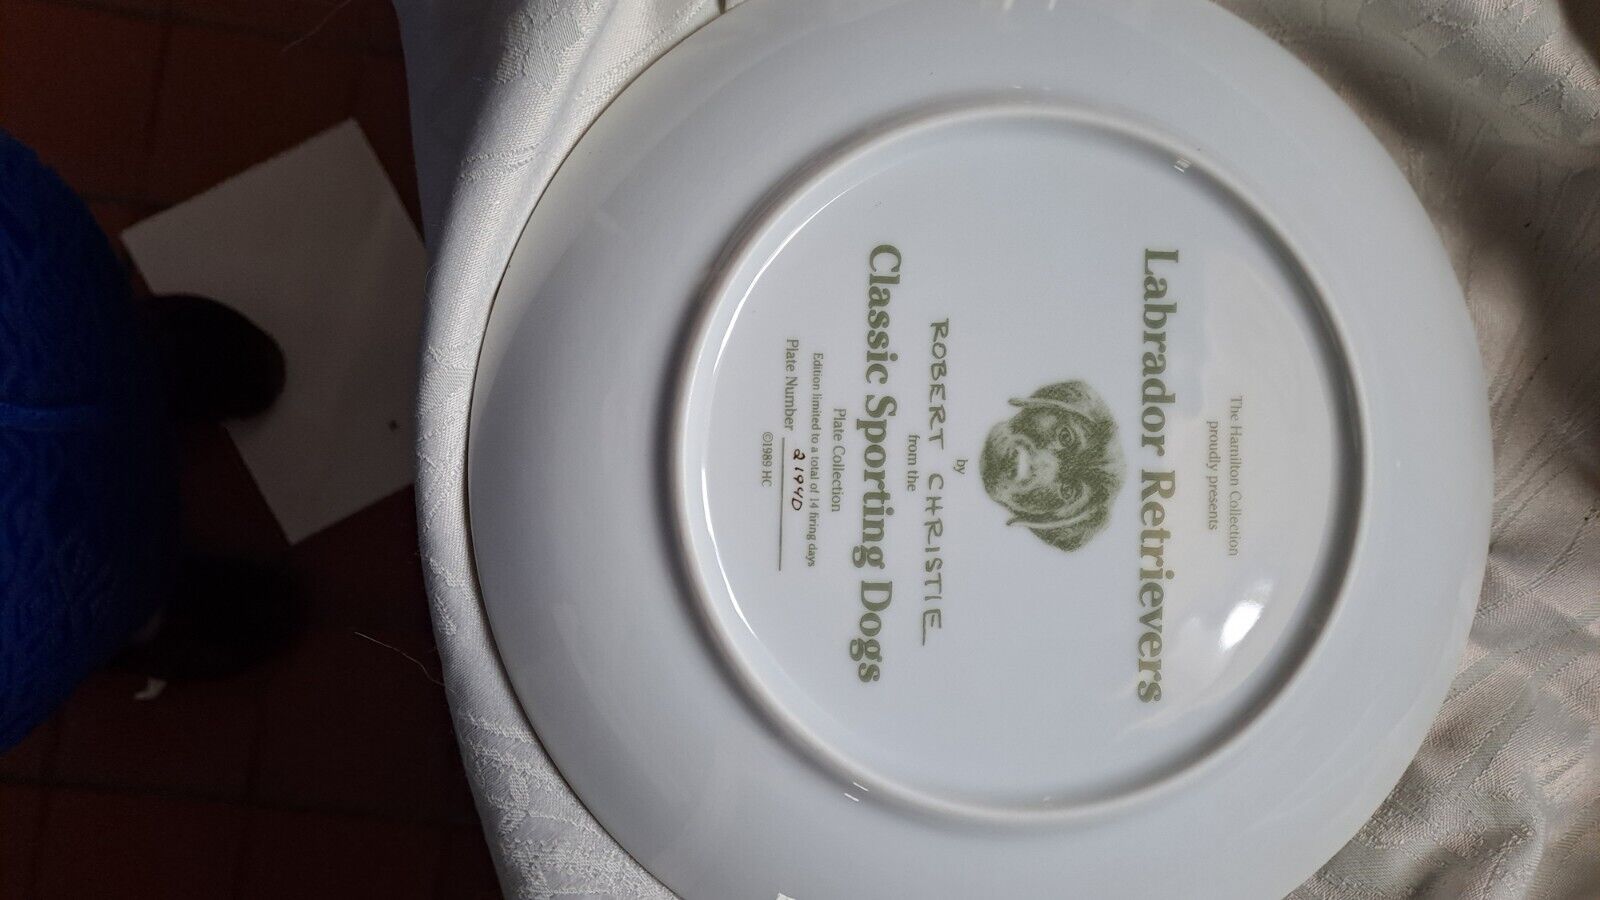 The Hamilton Collection
proudly presents
Labrador Retrievers
by
ROBERT CHRISTIE
from the
Classic Sporting Dogs
Plate Collection
Edition limited to a total of 14 firing days
Plate Number 2194D
©1989 HC